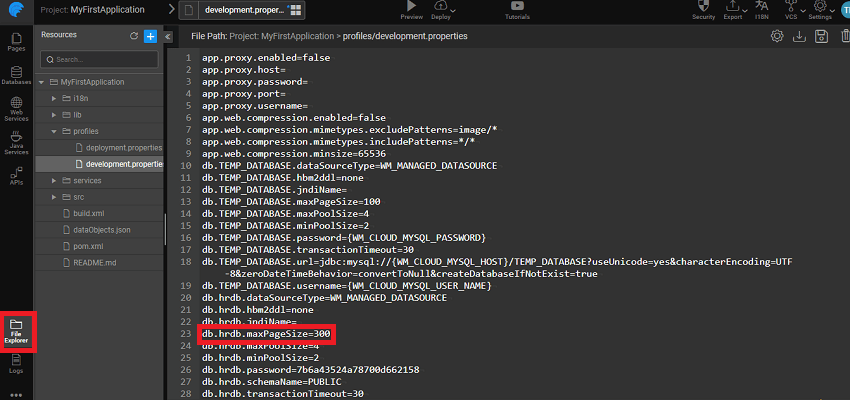 Project: MyFirstApplication
development.proper...
Preview
Deploy
Tutorials
Security
Export
I18N
VCS
Settings
Pages
Databases
Web
Services
Java
Services
APIs
File
Explorer
Logs
Resources
Search...
MyFirstApplication
i18n
lib
profiles
deployment.properties
development.properties
services
src
build.xml
dataObjects.json
pom.xml
README.md
File Path: Project: MyFirstApplication > profiles/development.properties
1 app.proxy.enabled=false
2 app.proxy.host=
3 app.proxy.password=
4 app.proxy.port=
5 app.proxy.username=
6 app.web.compression.enabled=false
7 app.web.compression.mimetypes.excludePatterns=image/*
8 app.web.compression.mimetypes.includePatterns=*/*
9 app.web.compression.minsize=65536
10 db.TEMP_DATABASE.dataSourceType=WM_MANAGED_DATASOURCE
11 db.TEMP_DATABASE.hbm2ddl=none
12 db.TEMP_DATABASE.jndiName=
13 db.TEMP_DATABASE.maxPageSize=100
14 db.TEMP_DATABASE.maxPoolSize=4
15 db.TEMP_DATABASE.minPoolSize=2
16 db.TEMP_DATABASE.password={WM_CLOUD_MYSQL_PASSWORD}
17 db.TEMP_DATABASE.transactionTimeout=30
18 db.TEMP_DATABASE.url=jdbc:mysql://{WM_CLOUD_MYSQL_HOST}/TEMP_DATABASE?useUnicode=yes&characterEncoding=UTF
-8&zeroDateTimeBehavior=convertToNull&createDatabaseIfNotExist=true
19 db.TEMP_DATABASE.username={WM_CLOUD_MYSQL_USER_NAME}
20 db.hrdb.dataSourceType=WM_MANAGED_DATASOURCE
21 db.hrdb.hbm2ddl=none
22 db.hrdb.jndiName=
23 db.hrdb.maxPageSize=300
24 db.hrdb.maxPoolSize=4
25 db.hrdb.minPoolSize=2
26 db.hrdb.password=7b6a43524a78700d662158
27 db.hrdb.schemaName=PUBLIC
28 db.hrdb.transactionTimeout=30